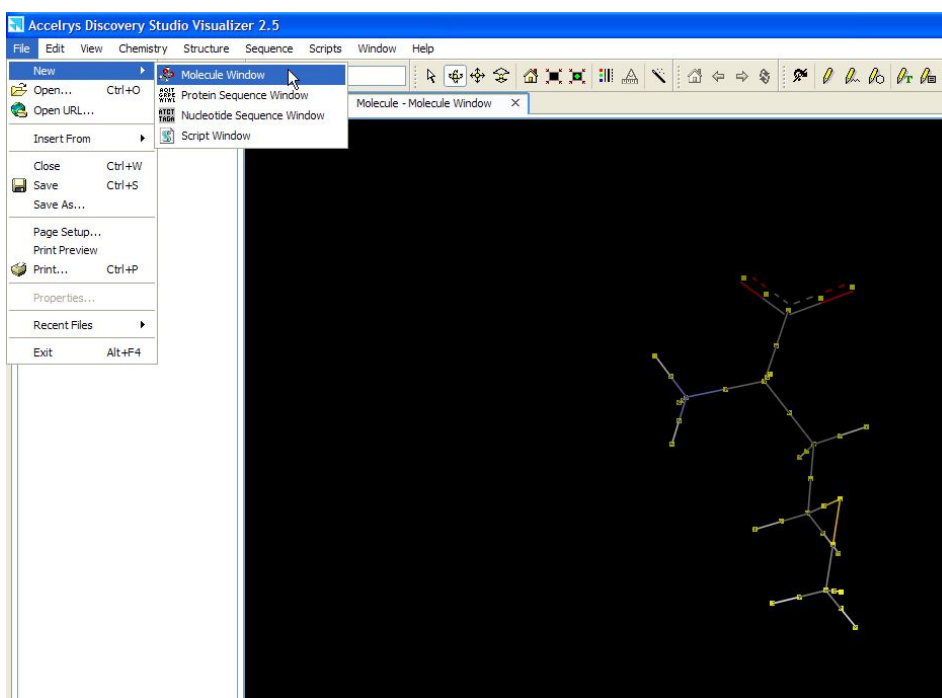 Accelrys Discovery Studio Visualizer 2.5
File Edit View Chemistry Structure Sequence Scripts Window Help
New
Molecule Window
Open... Ctrl+O
Protein Sequence Window
Molecule - Molecule Window
Open URL...
Nucleotide Sequence Window
Insert From
Script Window
Close Ctrl+W
Save Ctrl+S
Save As...
Page Setup...
Print Preview
Print... Ctrl+P
Properties...
Recent Files
Exit Alt+F4